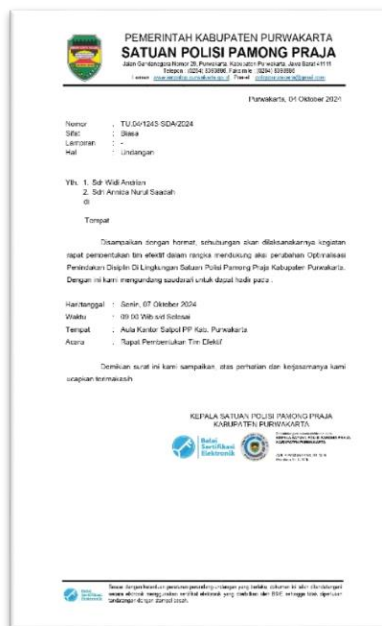 PEMERINTAH KABUPATEN PURWAKARTA
SATUAN POLISI PAMONG PRAJA
Purwakarta, 04 Oktober 2024
Nomor : TU.04/1243-SDA/2024
Sifat : Biasa
Lampiran : -
Hal : Undangan
Yth. 1. Sdr Widi Andrian
2. Sdri Annida Nurul Saadah
di
Tempat
Disampaikan dengan hormat, sehubungan akan dilaksanakannya kegiatan
rapat pembentukan tim efektif dalam rangka mendukung aksi perubahan Optimalisasi
Penindakan Disiplin Di Lingkungan Satuan Polisi Pamong Praja Kabupaten Purwakarta.
Dengan ini kami mengundang saudara/i untuk dapat hadir pada :
Hari/tanggal : Senin, 07 Oktober 2024
Waktu : 09.00 Wib s/d Selesai
Tempat : Aula Kantor Satpol PP Kab. Purwakarta
Acara : Rapat Pembentukan Tim Efektif
Demikian surat ini kami sampaikan, atas perhatian dan kerjasamanya kami
ucapkan terimakasih
KEPALA SATUAN POLISI PAMONG PRAJA
KABUPATEN PURWAKARTA
Balai
Sertifikasi
Elektronik